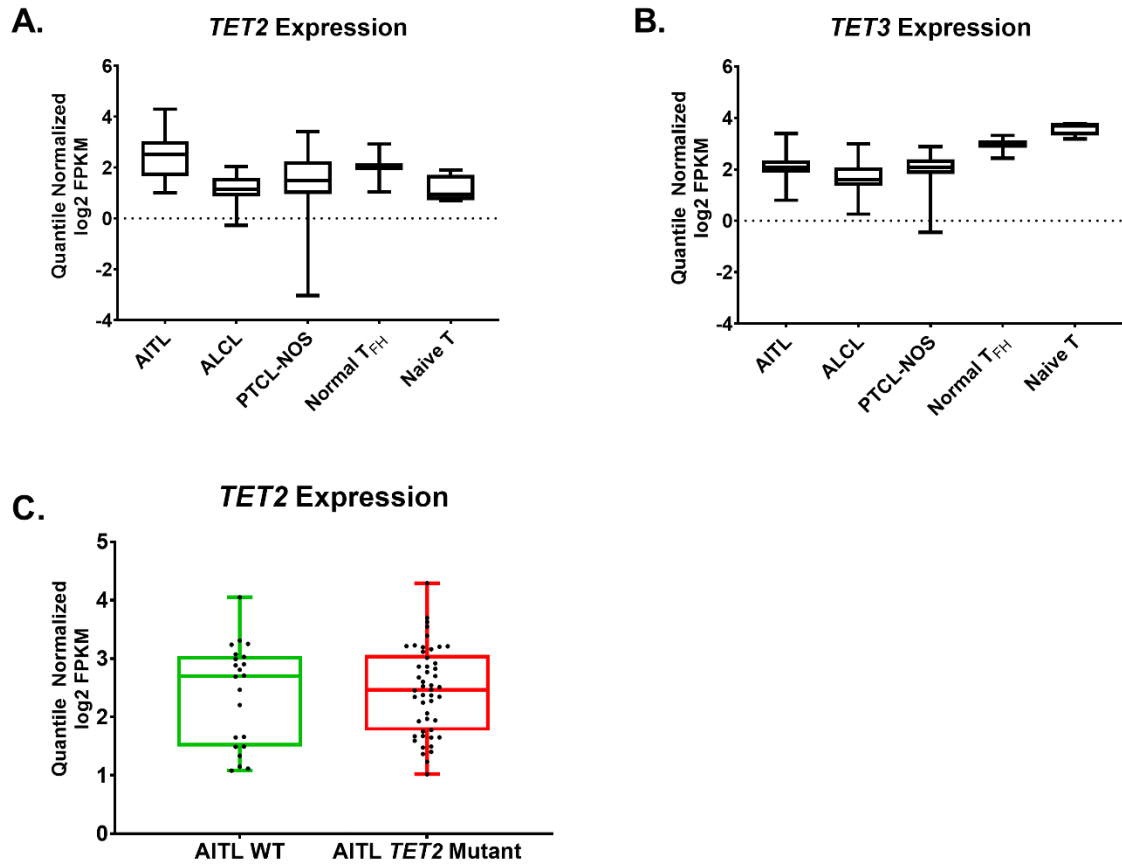 A.
TET2 Expression
Quantile Normalized
log2 FPKM
6
4
2
0
-2
-4
AITL
ALCL
PTCL-NOS
Normal TFH
Naive T
B.
TET3 Expression
Quantile Normalized
log2 FPKM
6
4
2
0
-2
-4
AITL
ALCL
PTCL-NOS
Normal TFH
Naive T
C.
TET2 Expression
Quantile Normalized
log2 FPKM
5
4
3
2
1
0
AITL WT
AITL TET2 Mutant